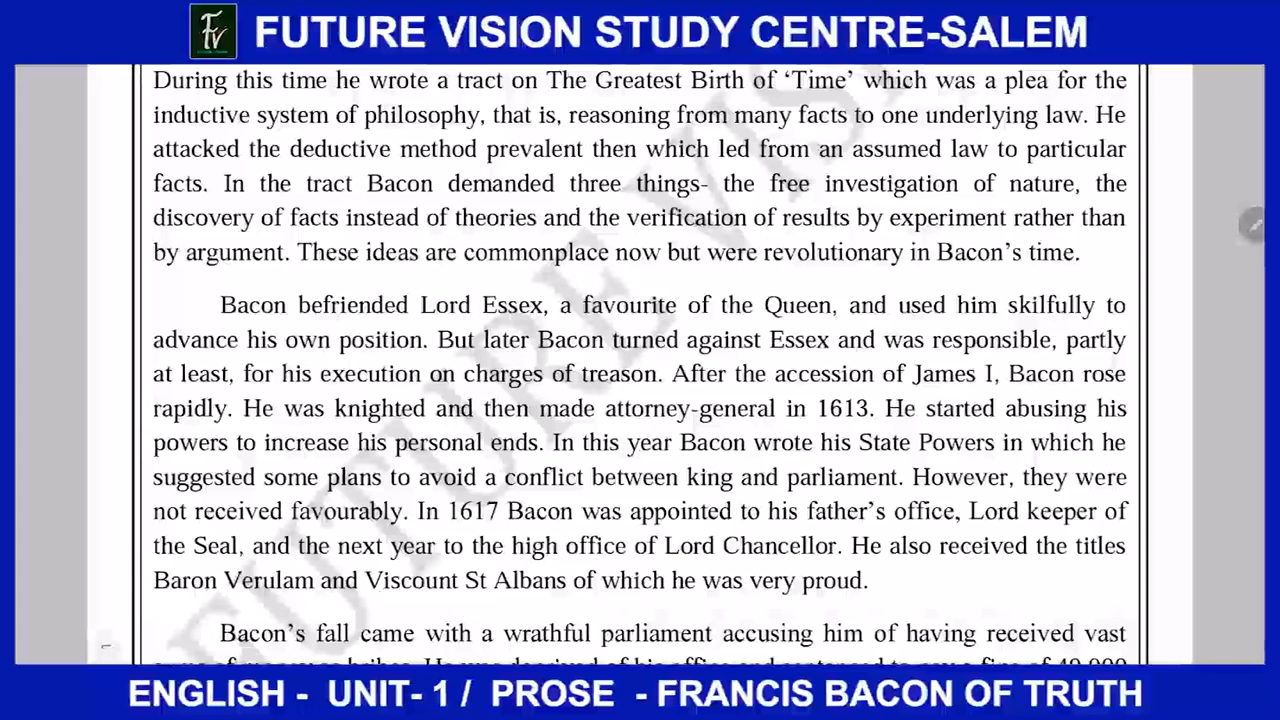 Fv
FUTURE VISION STUDY CENTRE-SALEM
During this time he wrote a tract on The Greatest Birth of ‘Time’ which was a plea for the
inductive system of philosophy, that is, reasoning from many facts to one underlying law. He
attacked the deductive method prevalent then which led from an assumed law to particular
facts. In the tract Bacon demanded three things- the free investigation of nature, the
discovery of facts instead of theories and the verification of results by experiment rather than
by argument. These ideas are commonplace now but were revolutionary in Bacon’s time.
Bacon befriended Lord Essex, a favourite of the Queen, and used him skilfully to
advance his own position. But later Bacon turned against Essex and was responsible, partly
at least, for his execution on charges of treason. After the accession of James I, Bacon rose
rapidly. He was knighted and then made attorney-general in 1613. He started abusing his
powers to increase his personal ends. In this year Bacon wrote his State Powers in which he
suggested some plans to avoid a conflict between king and parliament. However, they were
not received favourably. In 1617 Bacon was appointed to his father’s office, Lord keeper of
the Seal, and the next year to the high office of Lord Chancellor. He also received the titles
Baron Verulam and Viscount St Albans of which he was very proud.
Bacon’s fall came with a wrathful parliament accusing him of having received vast
FUTURE VIS
ENGLISH - UNIT- 1 / PROSE - FRANCIS BACON OF TRUTH